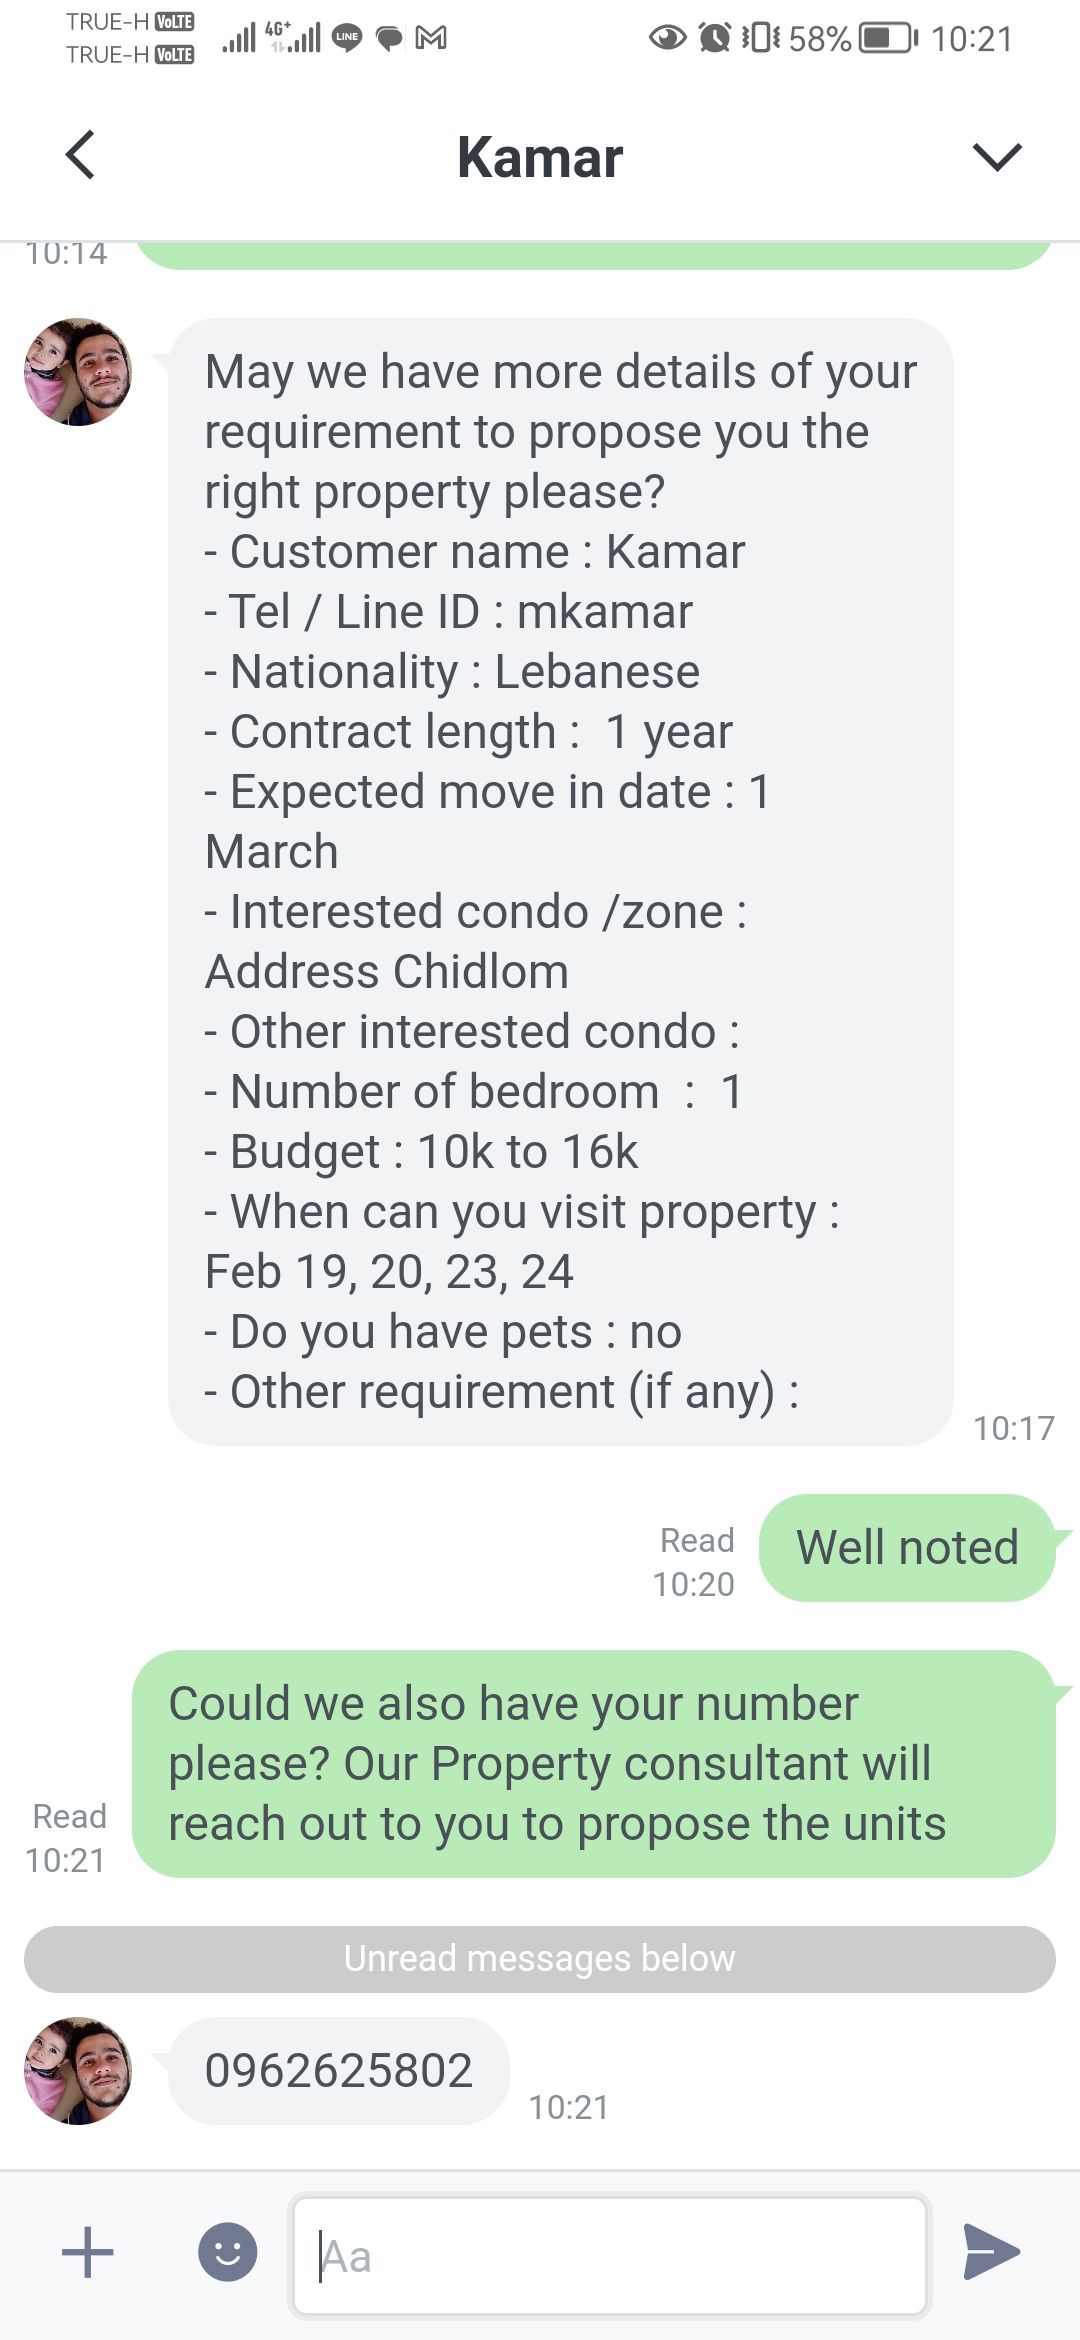 TRUE-H VoLTE
TRUE-H VoLTE
4G+
LINE
58%
10:21
Kamar
10:14
May we have more details of your
requirement to propose you the
right property please?
- Customer name : Kamar
- Tel / Line ID : mkamar
- Nationality : Lebanese
- Contract length :  1 year
- Expected move in date : 1
March
- Interested condo /zone :
Address Chidlom
- Other interested condo :
- Number of bedroom  :  1
- Budget : 10k to 16k
- When can you visit property :
Feb 19, 20, 23, 24
- Do you have pets : no
- Other requirement (if any) :
10:17
Read
10:20
Well noted
Could we also have your number
please? Our Property consultant will
reach out to you to propose the units
Read
10:21
Unread messages below
0962625802
10:21
Aa